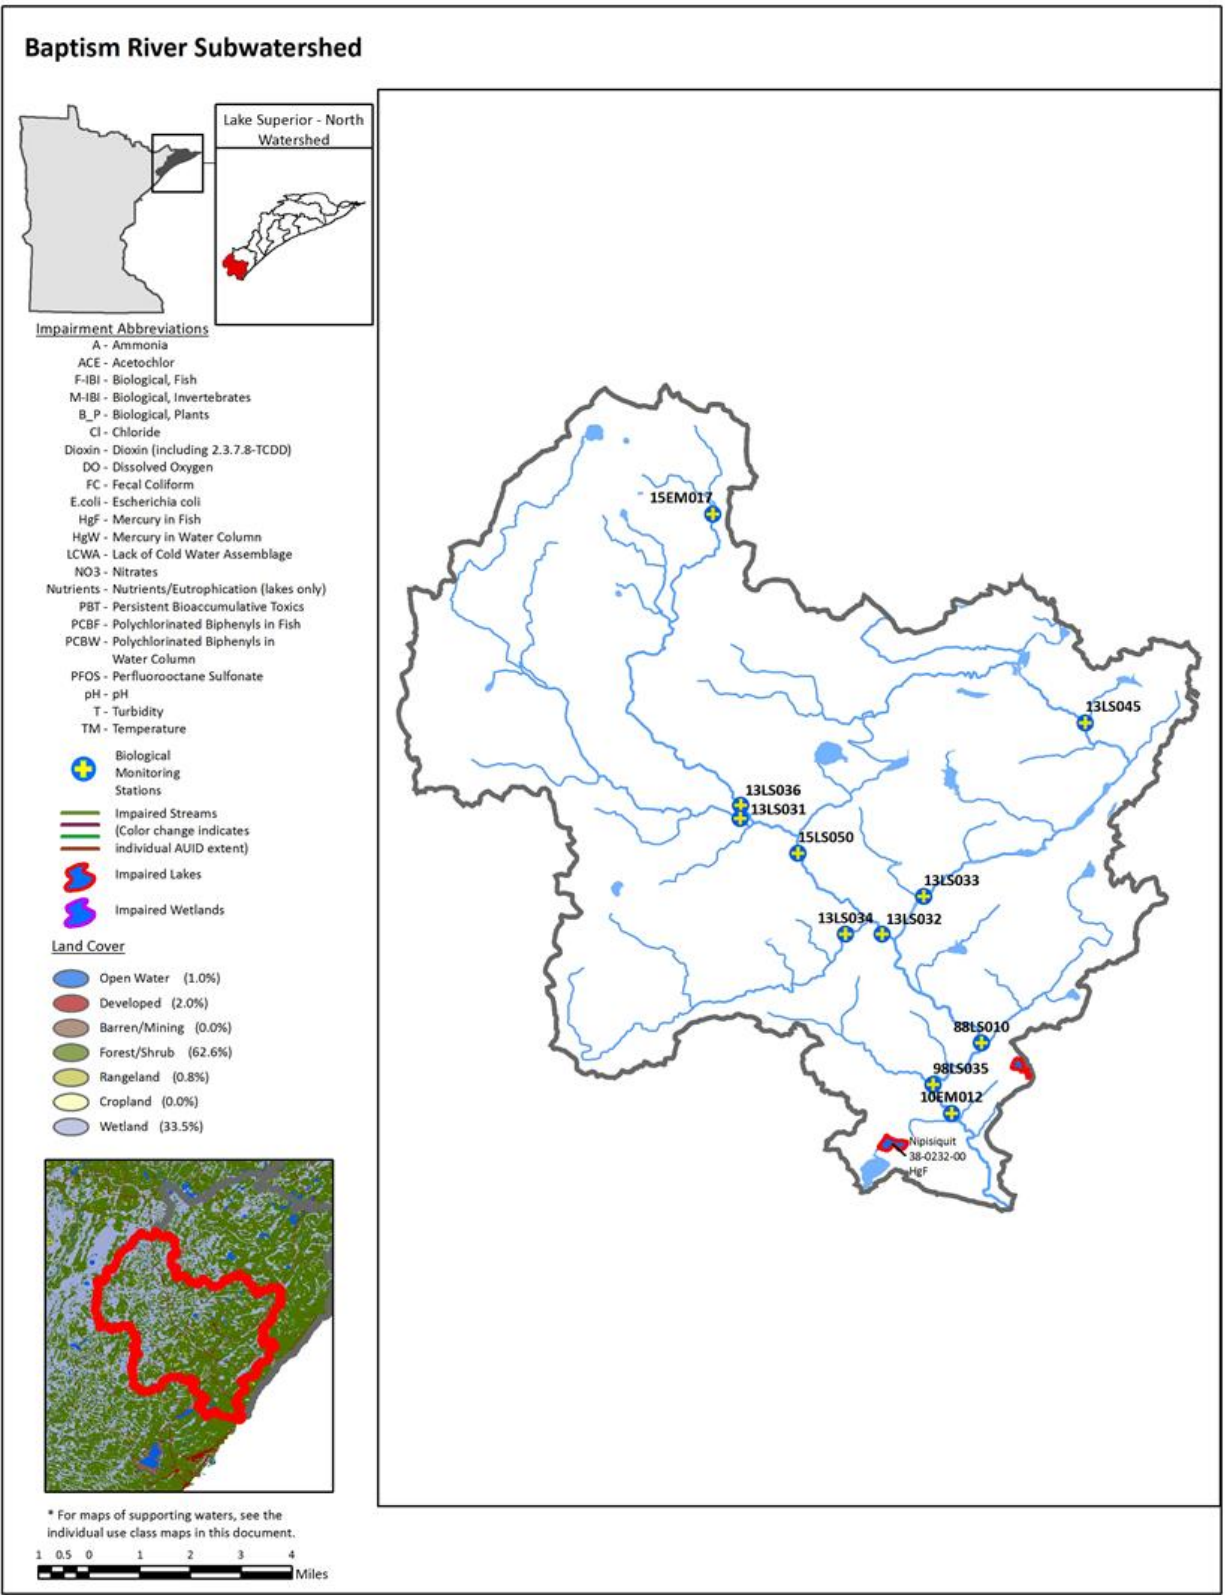 Baptism River Subwatershed
Lake Superior - North
Watershed
Impairment Abbreviations
A - Ammonia
ACE - Acetochlor
F-IBI - Biological, Fish
M-IBI - Biological, Invertebrates
B_P - Biological, Plants
Cl - Chloride
Dioxin - Dioxin (including 2.3.7.8-TCDD)
DO - Dissolved Oxygen
FC - Fecal Coliform
E.coli - Escherichia coli
HgF - Mercury in Fish
HgW - Mercury in Water Column
LCWA - Lack of Cold Water Assemblage
NO3 - Nitrates
Nutrients - Nutrients/Eutrophication (lakes only)
PBT - Persistent Bioaccumulative Toxics
PCBF - Polychlorinated Biphenyls in Fish
PCBW - Polychlorinated Biphenyls in
Water Column
PFOS - Perfluorooctane Sulfonate
pH - pH
T - Turbidity
TM - Temperature
Biological
Monitoring
Stations
Impaired Streams
(Color change indicates
individual AUID extent)
Impaired Lakes
Impaired Wetlands
Land Cover
Open Water (1.0%)
Developed (2.0%)
Barren/Mining (0.0%)
Forest/Shrub (62.6%)
Rangeland (0.8%)
Cropland (0.0%)
Wetland (33.5%)
* For maps of supporting waters, see the
individual use class maps in this document.
1 0.5 0 1 2 3 4
Miles
15EM017
13LS045
13LS036
13LS031
15LS050
13LS033
13LS034 13LS032
88LS010
98LS035
10EM012
Nipisiquit
38-0232-00
HgF